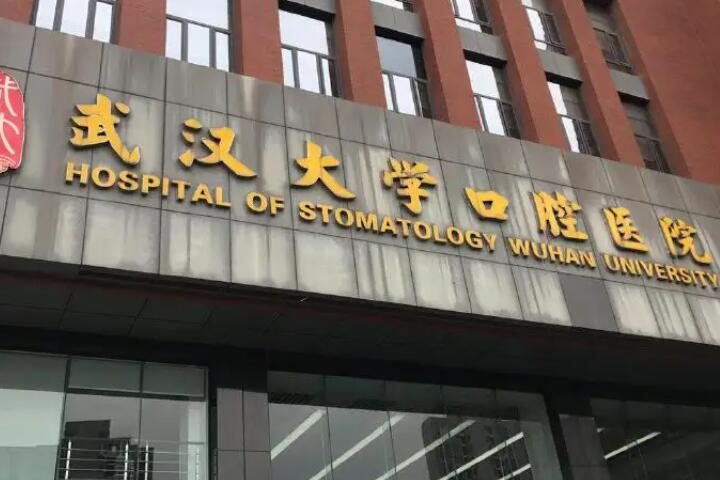 武汉大学口腔医院
HOSPITAL OF STOMATOLOGY WUHAN UNIVERSITY